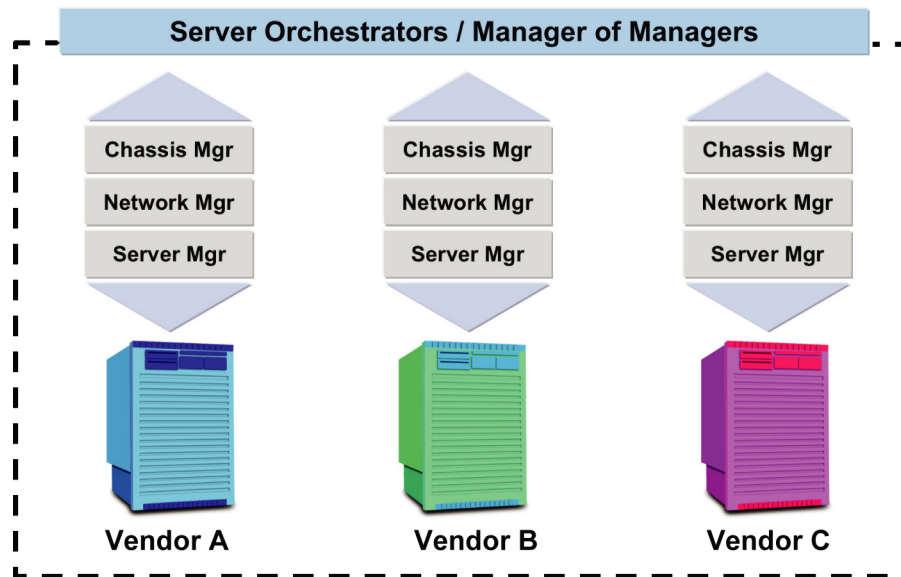 Server Orchestrators / Manager of Managers
Chassis Mgr
Chassis Mgr
Chassis Mgr
Network Mgr
Network Mgr
Network Mgr
Server Mgr
Server Mgr
Server Mgr
Vendor A
Vendor B
Vendor C